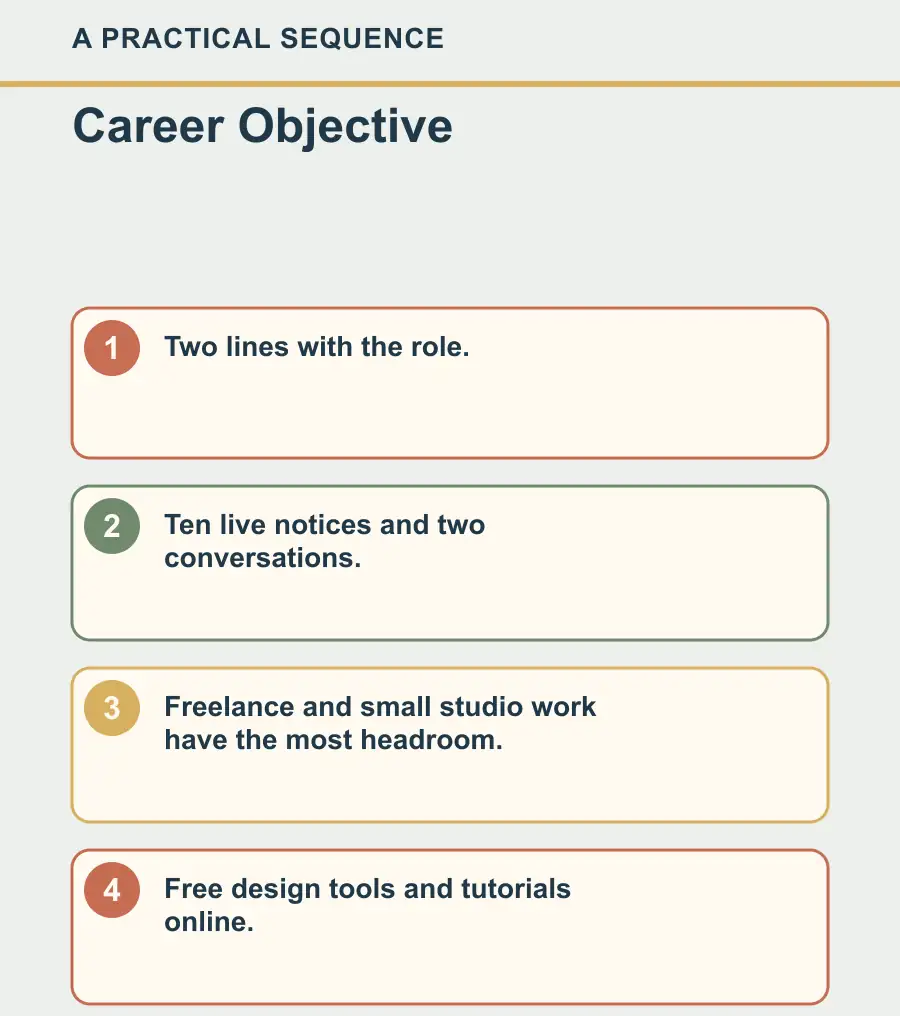 A PRACTICAL SEQUENCE
Career Objective
1
Two lines with the role.
2
Ten live notices and two
conversations.
3
Freelance and small studio work
have the most headroom.
4
Free design tools and tutorials
online.